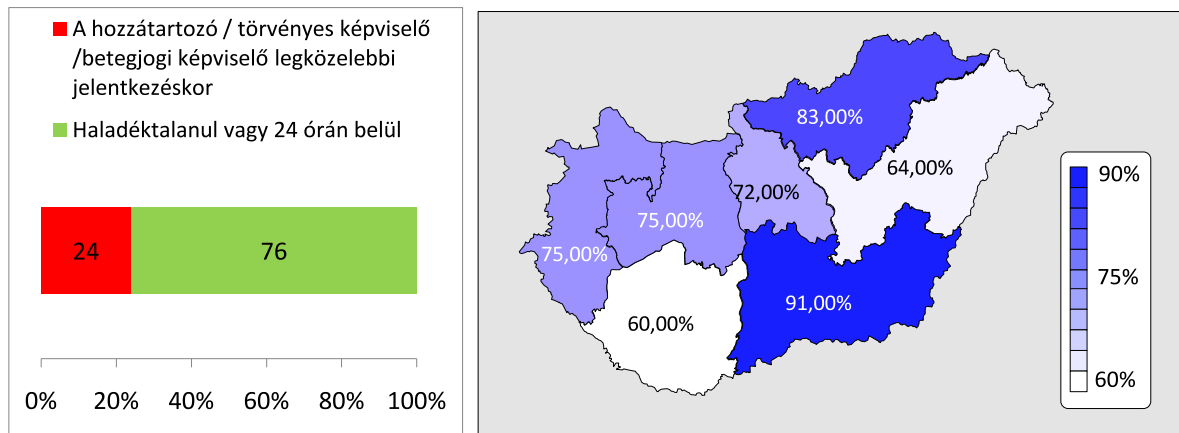 A hozzátartozó / törvényes képviselő
/betegjogi képviselő legközelebbi
jelentkezéskor
Haladéktalanul vagy 24 órán belül
24 76
0% 20% 40% 60% 80% 100%
83,00%
64,00%
72,00%
75,00%
75,00%
91,00%
60,00%
90%
75%
60%